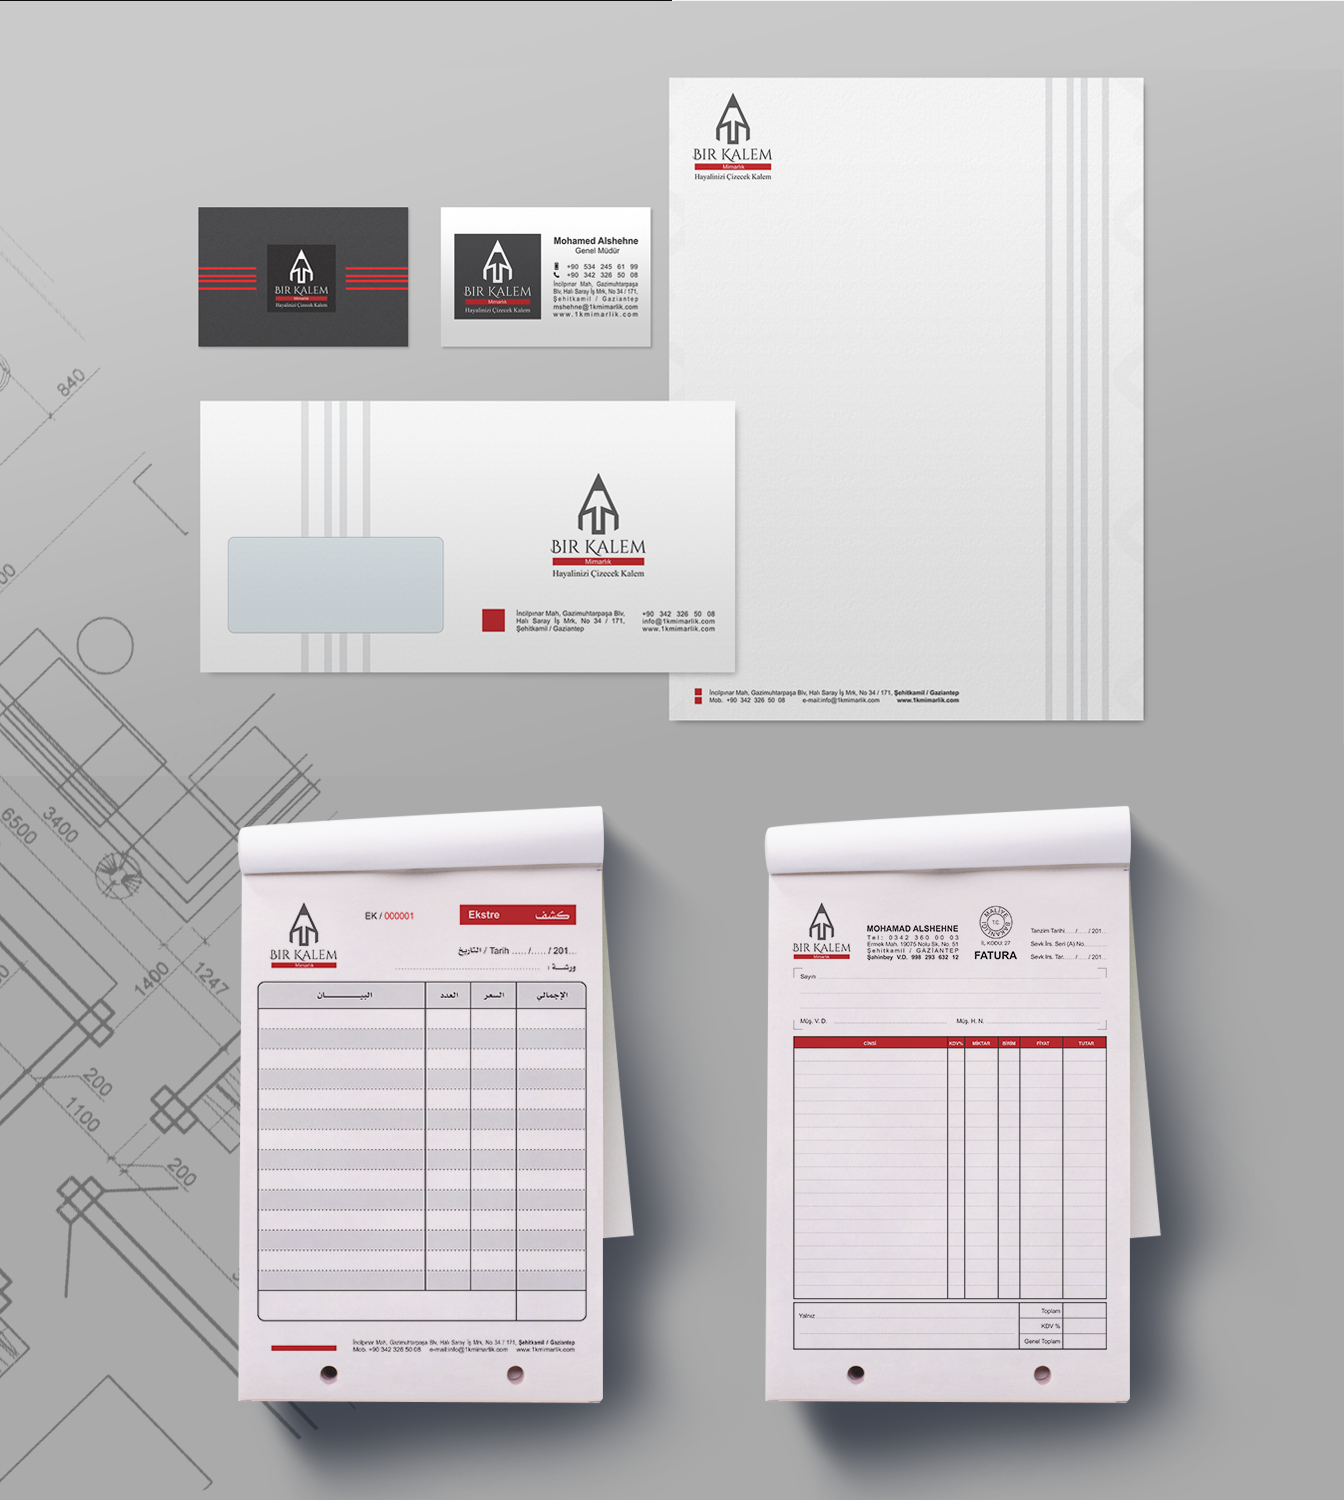 BIR KALEM
Mimarlık
Hayalinizi Çizecek Kalem
BIR KALEM
Mimarlık
Hayalinizi Çizecek Kalem
BIR KALEM
Mimarlık
Hayalinizi Çizecek Kalem
Mohamed Alshehne
Genel Müdür
+90 534 245 61 99
+90 342 326 50 08
İncilpınar Mah, Gazimuhtarpaşa
Blv, Halı Saray İş Mrk, No 34 / 171,
Şehitkamil / Gaziantep
mshehne@1kmimarlik.com
www.1kmimarlik.com
840
BIR KALEM
Mimarlık
Hayalinizi Çizecek Kalem
İncilpınar Mah, Gazimuhtarpaşa Blv,
Halı Saray İş Mrk, No 34 / 171,
Şehitkamil / Gaziantep
+90 342 326 50 08
info@1kmimarlik.com
www.1kmimarlik.com
İncilpınar Mah, Gazimuhtarpaşa Blv, Halı Saray İş Mrk, No 34 / 171, Şehitkamil / Gaziantep
Mob. +90 342 326 50 08 e-mail:info@1kmimarlik.com www.1kmimarlik.com
6500
3400
1400
1247
200
1100
200
BIR KALEM
Mimarlık
EK / 000001
Ekstre كشف
التاريخ / Tarih ...../...../ 201...
ورشة :
البيـــــان العدد السعر الإجمالي
İncilpınar Mah, Gazimuhtarpaşa Blv, Halı Saray İş Mrk, No 34 / 171, Şehitkamil / Gaziantep
Mob. +90 342 326 50 08 e-mail:info@1kmimarlik.com www.1kmimarlik.com
BIR KALEM
Mimarlık
MOHAMAD ALSHEHNE
Tel: 0342 360 00 03
Ermek Mah. 19075 Nolu Sk. No. 51
Şehitkamil / GAZİANTEP
Şahinbey V.D. 998 293 632 12
MALİYE BAKANLIĞI
TC
İL KODU: 27
FATURA
Tanzim Tarihi...../...../ 201...
Sevk İrs. Seri (A) No.......
Sevk İrs. Tar...../...../ 201...
Sayın
Müş. V. D.
Müş. H. N.
CİNSİ KDV% MİKTAR BİRİM FİYAT TUTAR
Yalnız
Toplam
KDV %
Genel Toplam